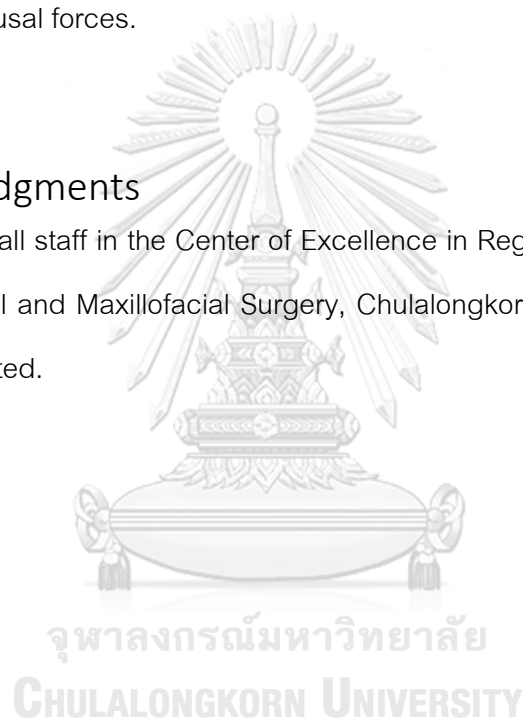 usal forces.
dgments
all staff in the Center of Excellence in Reg
l and Maxillofacial Surgery, Chulalongkor
ted.
จุฬาลงกรณ์มหาวิทยาลัย
CHULALONGKORN UNIVERSITY